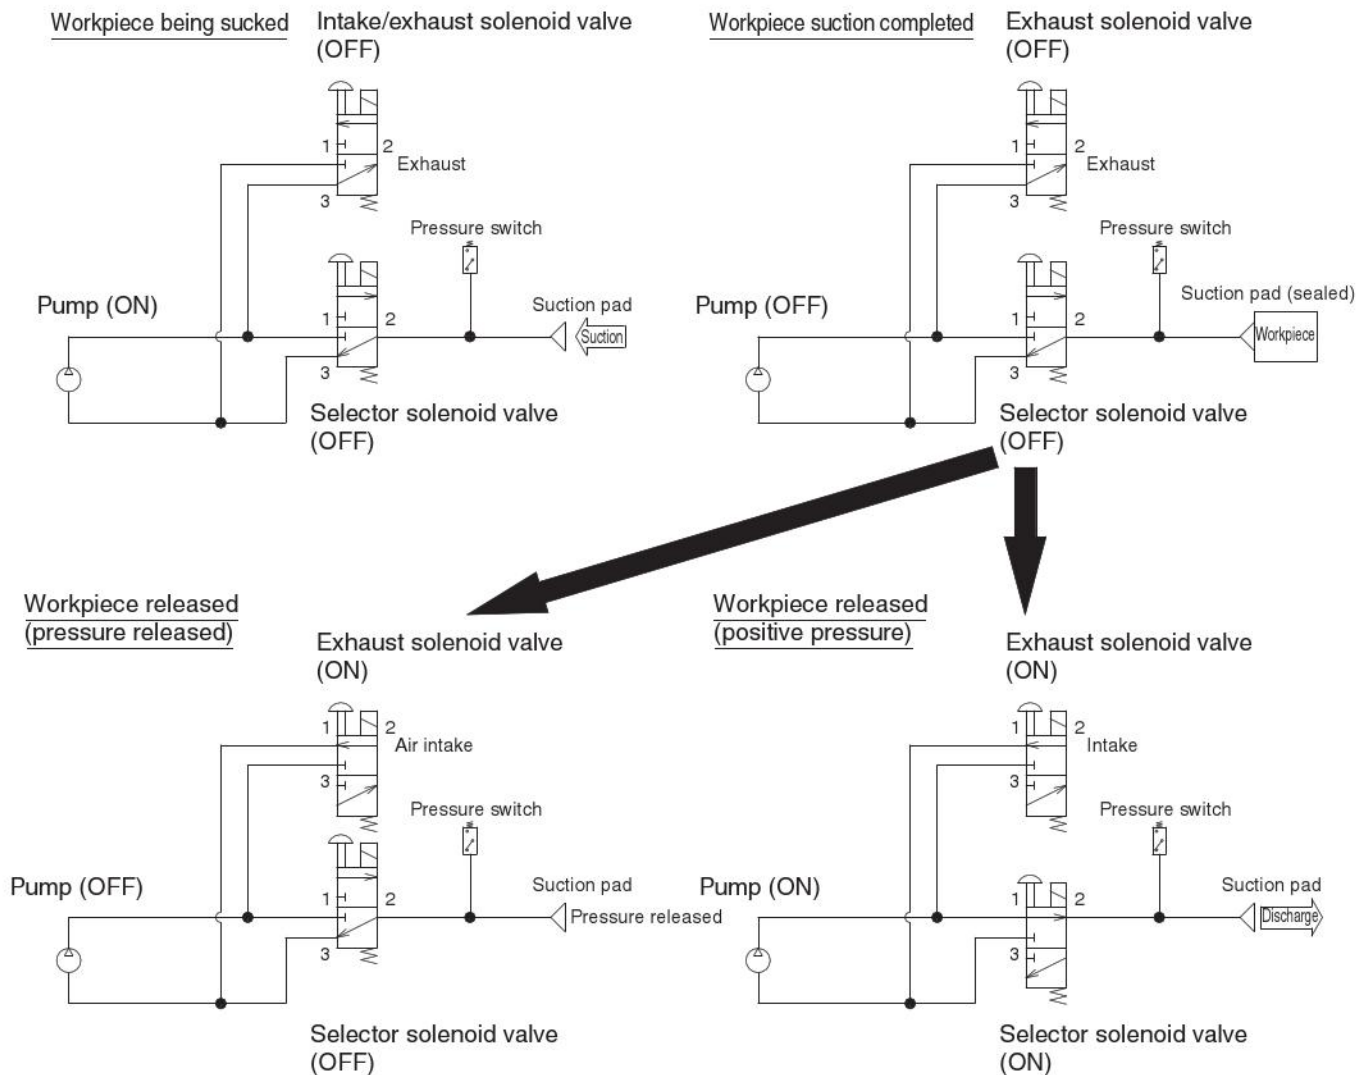 Workpiece being sucked
Intake/exhaust solenoid valve
(OFF)
1
2
Exhaust
3
Pressure switch
Pump (ON)
1
2
Suction pad
Suction
3
Selector solenoid valve
(OFF)
Workpiece suction completed
Exhaust solenoid valve
(OFF)
1
2
Exhaust
3
Pressure switch
Pump (OFF)
1
2
Suction pad (sealed)
Workpiece
3
Selector solenoid valve
(OFF)
Workpiece released
(pressure released)
Exhaust solenoid valve
(ON)
1
2
Air intake
3
Pressure switch
Pump (OFF)
1
2
Suction pad
Pressure released
3
Selector solenoid valve
(OFF)
Workpiece released
(positive pressure)
Exhaust solenoid valve
(ON)
1
2
Intake
3
Pressure switch
Pump (ON)
1
2
Suction pad
Discharge
3
Selector solenoid valve
(ON)